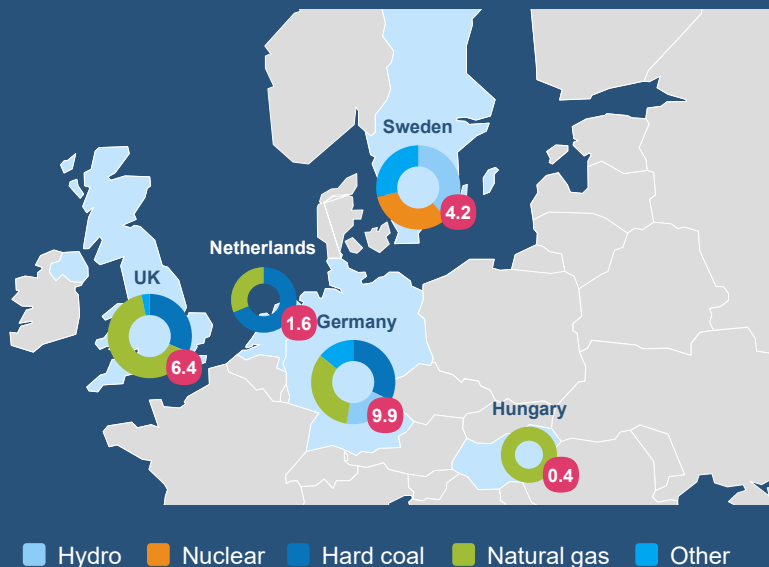 Sweden
4.2
Netherlands
1.6
UK
6.4
Germany
9.9
Hungary
0.4
Hydro Nuclear Hard coal Natural gas Other